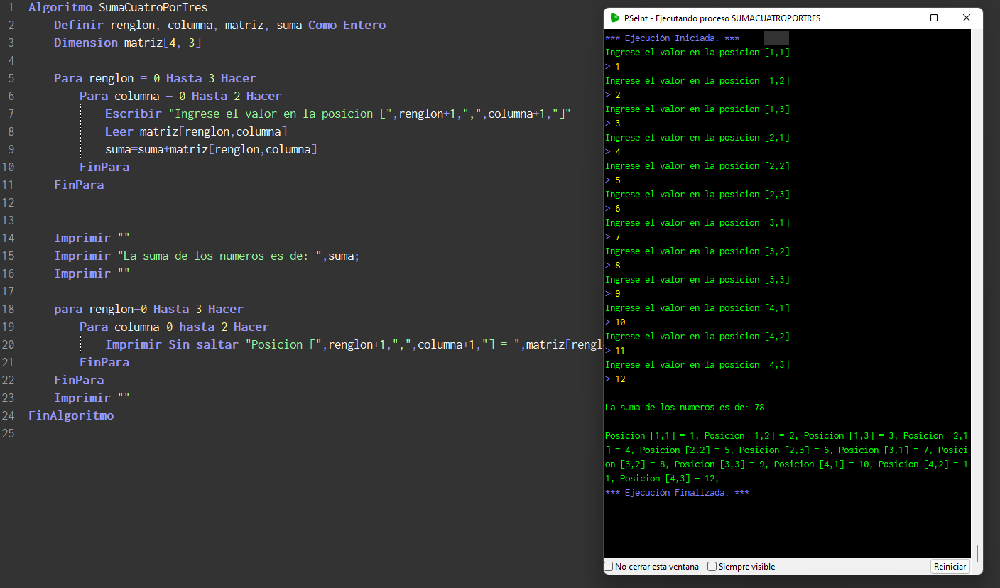 1 Algoritmo SumaCuatroPorTres
2 Definir renglon, columna, matriz, suma Como Entero
3 Dimension matriz[4, 3]
4
5 Para renglon = 0 Hasta 3 Hacer
6 Para columna = 0 Hasta 2 Hacer
7 Escribir "Ingrese el valor en la posicion [",renglon+1,",",columna+1,"]"
8 Leer matriz[renglon,columna]
9 suma=suma+matriz[renglon,columna]
10 FinPara
11 FinPara
12
13
14 Imprimir ""
15 Imprimir "La suma de los numeros es de: ",suma;
16 Imprimir ""
17
18 para renglon=0 Hasta 3 Hacer
19 Para columna=0 hasta 2 Hacer
20 Imprimir Sin saltar "Posicion [",renglon+1,",",columna+1,"] = ",matriz[rengl
21 FinPara
22 FinPara
23 Imprimir ""
24 FinAlgoritmo
25
PSeInt - Ejecutando proceso SUMACUATROPORTRES
*** Ejecución Iniciada. ***
Ingrese el valor en la posicion [1,1]
> 1
Ingrese el valor en la posicion [1,2]
> 2
Ingrese el valor en la posicion [1,3]
> 3
Ingrese el valor en la posicion [2,1]
> 4
Ingrese el valor en la posicion [2,2]
> 5
Ingrese el valor en la posicion [2,3]
> 6
Ingrese el valor en la posicion [3,1]
> 7
Ingrese el valor en la posicion [3,2]
> 8
Ingrese el valor en la posicion [3,3]
> 9
Ingrese el valor en la posicion [4,1]
> 10
Ingrese el valor en la posicion [4,2]
> 11
Ingrese el valor en la posicion [4,3]
> 12
La suma de los numeros es de: 78
Posicion [1,1] = 1, Posicion [1,2] = 2, Posicion [1,3] = 3, Posicion [2,1
] = 4, Posicion [2,2] = 5, Posicion [2,3] = 6, Posicion [3,1] = 7, Posici
on [3,2] = 8, Posicion [3,3] = 9, Posicion [4,1] = 10, Posicion [4,2] = 1
1, Posicion [4,3] = 12,
*** Ejecución Finalizada. ***
No cerrar esta ventana
Siempre visible
Reiniciar